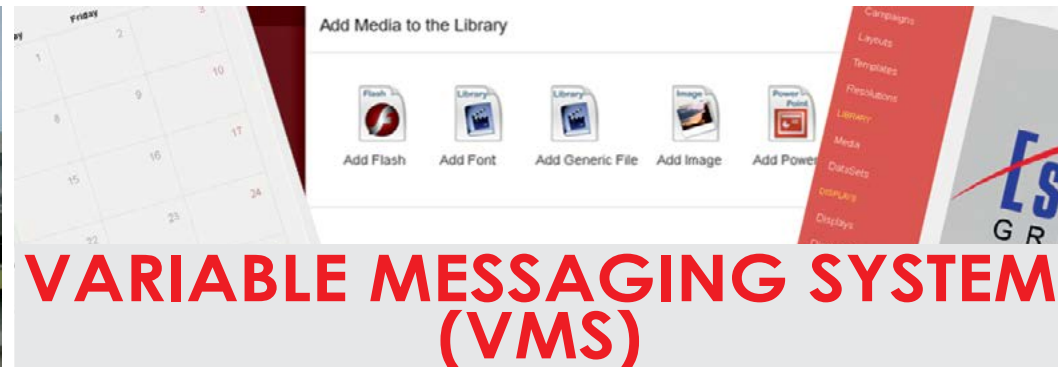 Friday
1
2
3
8
9
10
15
16
17
22
23
24
Add Media to the Library
Flash
Library
Library
Image
Power
Point
Add Flash
Add Font
Add Generic File
Add Image
Add Power
Campaigns
Layouts
Templates
Resolutions
LIBRARY
Media
DataSets
DISPLAYS
Displays
[s
G R
VARIABLE MESSAGING SYSTEM
(VMS)